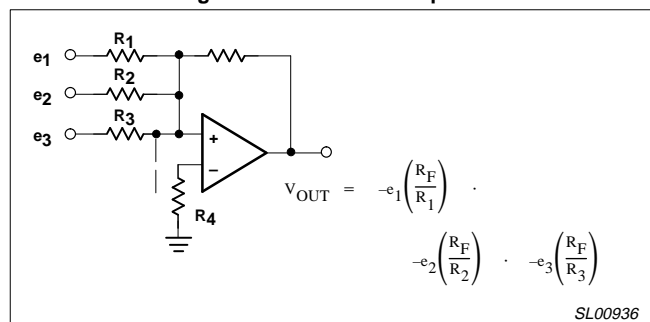 R1
e1
R2
e2
R3
e3
+
–
R4
VOUT = –e1(RF/R1) ·
–e2(RF/R2) · –e3(RF/R3)
SL00936